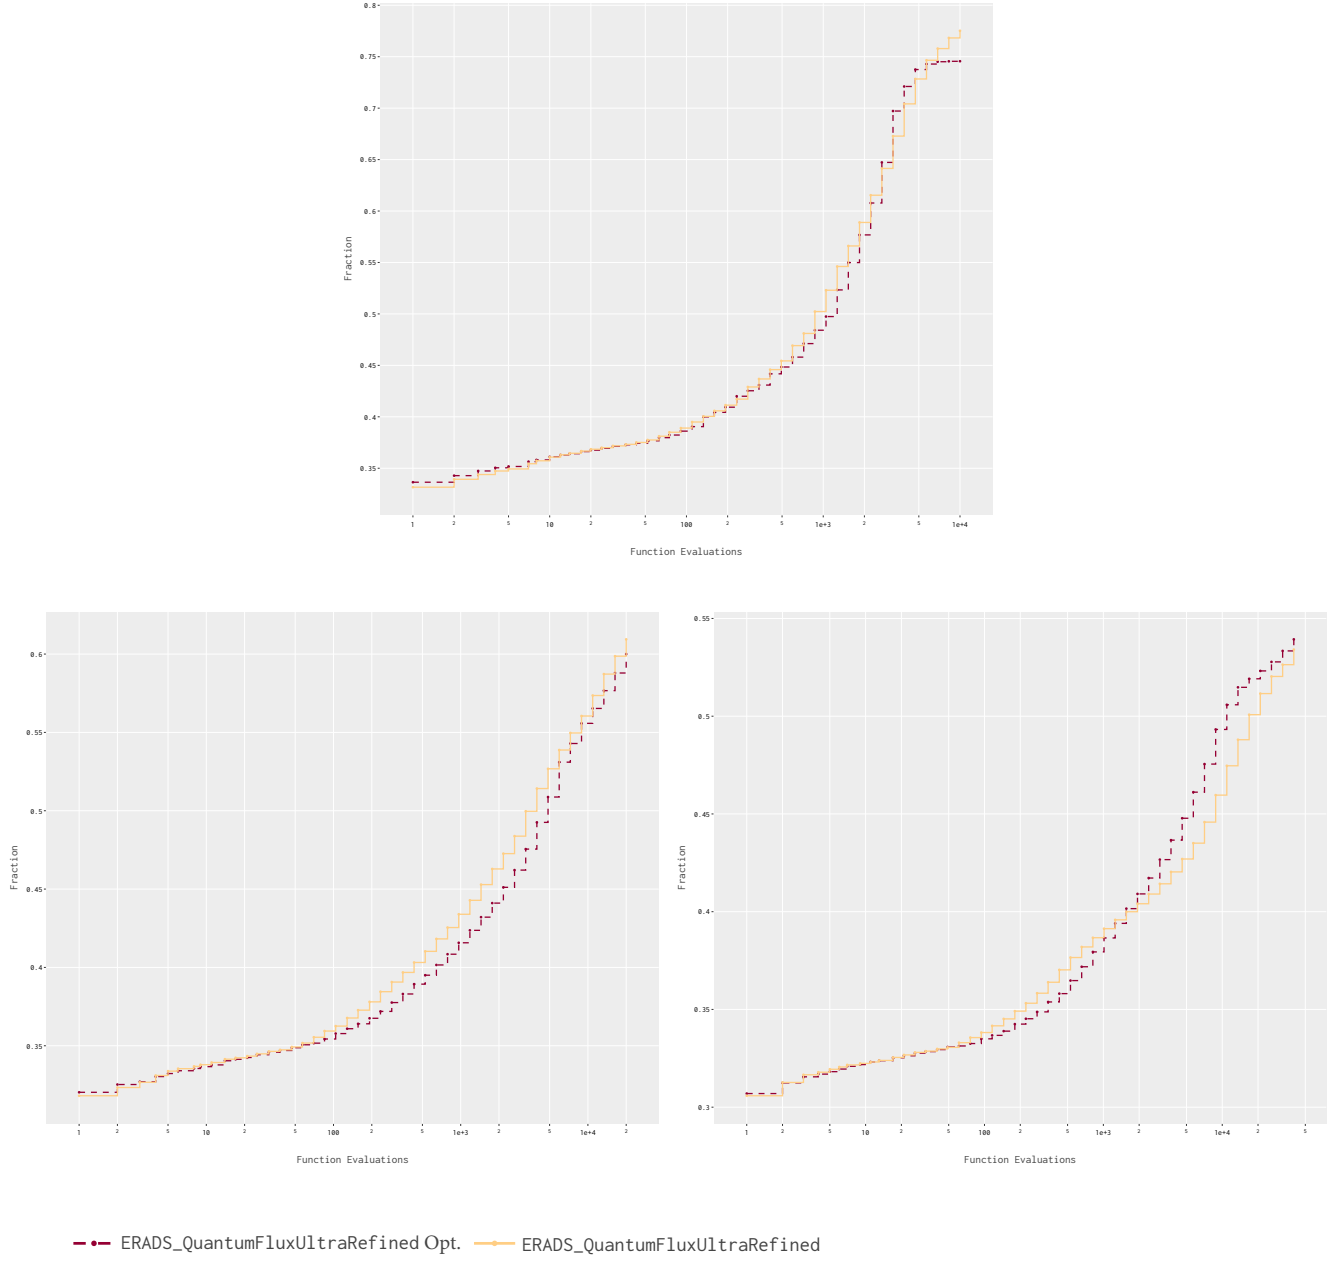 0.8
0.75
0.7
0.65
0.6
0.55
0.5
0.45
0.4
0.35
Fraction
1 2 5 10 2 5 100 2 5 1e+3 2 5 1e+4
Function Evaluations
0.6
0.55
0.5
0.45
0.4
0.35
Fraction
1 2 5 10 2 5 100 2 5 1e+3 2 5 1e+4 2
Function Evaluations
0.55
0.5
0.45
0.4
0.35
0.3
Fraction
1 2 5 10 2 5 100 2 5 1e+3 2 5 1e+4 2 5
Function Evaluations
ERADS_QuantumFluxUltraRefined Opt. ERADS_QuantumFluxUltraRefined